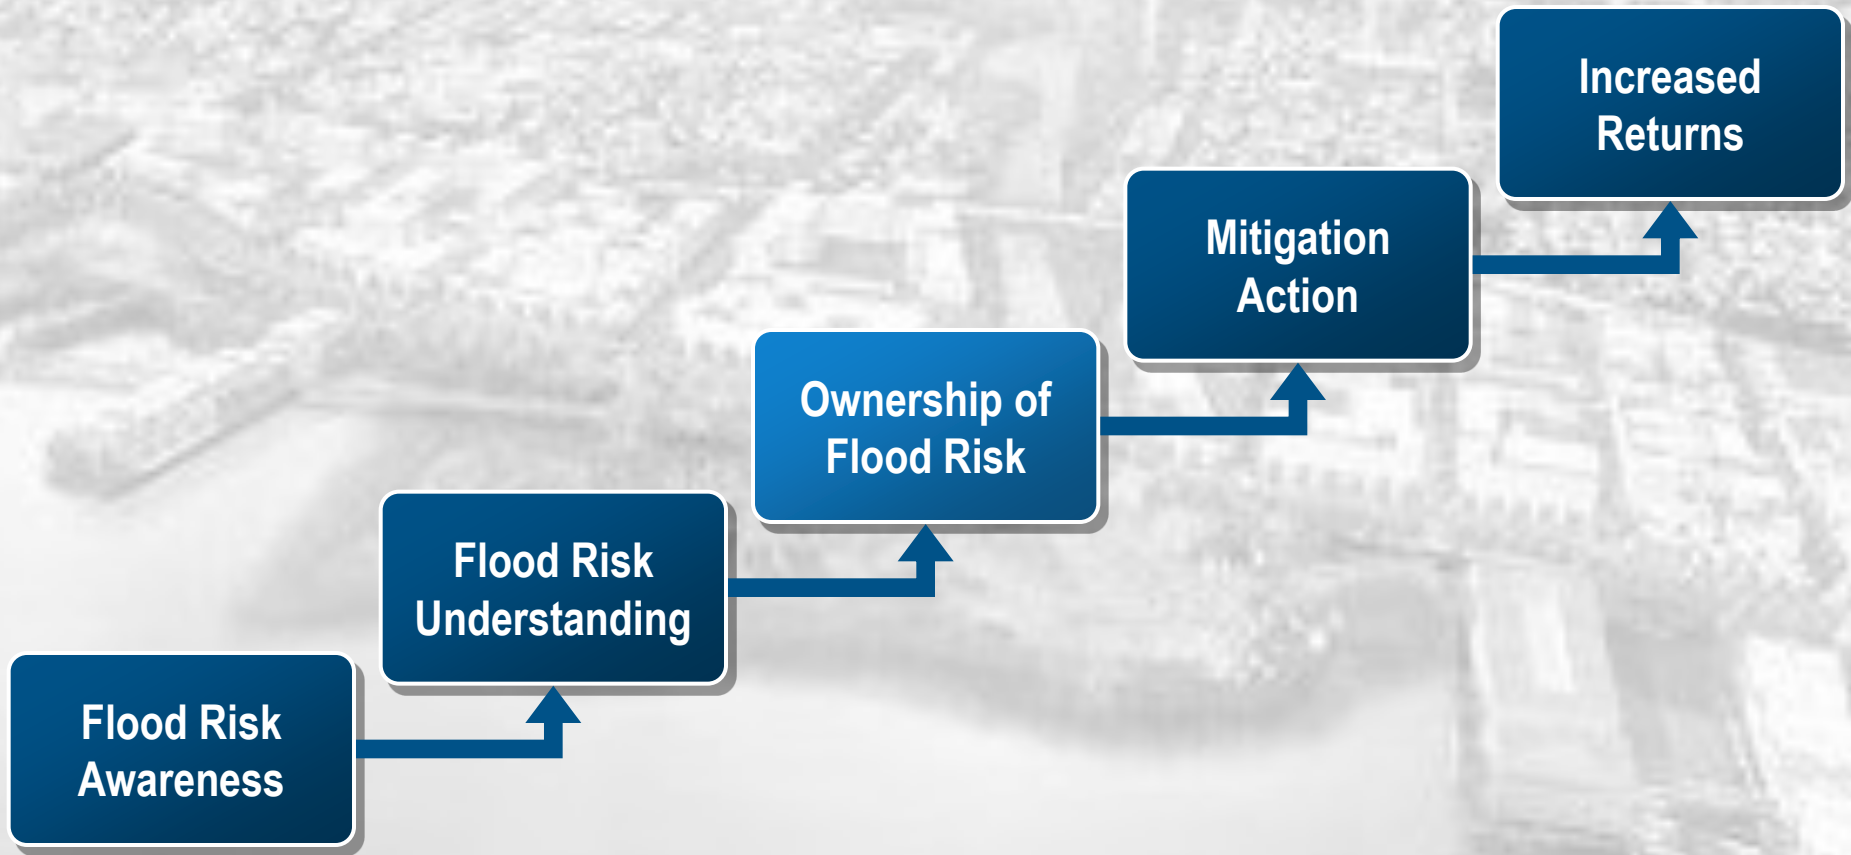 Increased
Returns
Mitigation
Action
Ownership of
Flood Risk
Flood Risk
Understanding
Flood Risk
Awareness